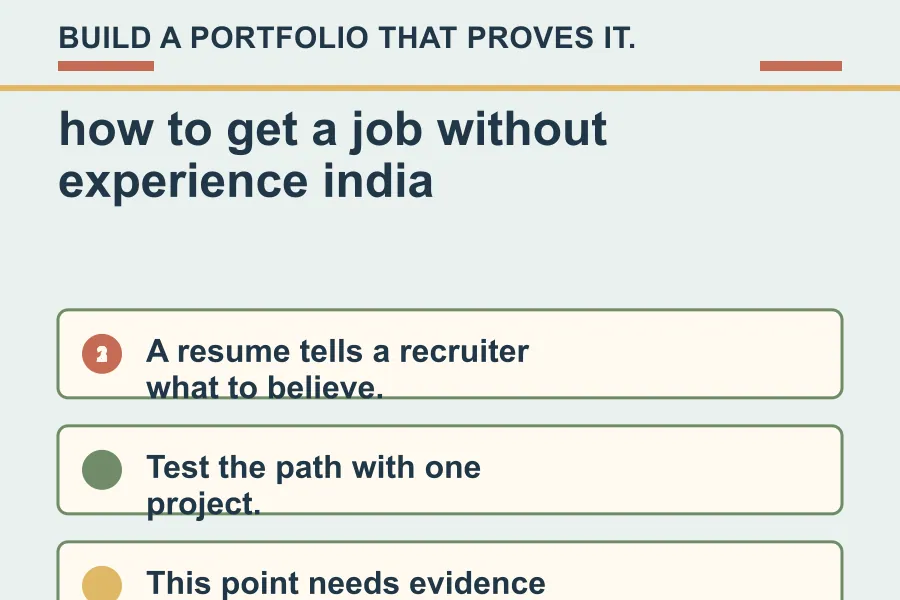 BUILD A PORTFOLIO THAT PROVES IT.
how to get a job without
experience india
A resume tells a recruiter
what to believe.
Test the path with one
project.
This point needs evidence